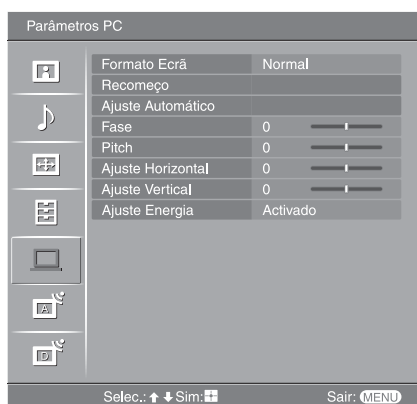 Parâmetros PC
Formato Ecrã Normal
Recomeço
Ajuste Automático
Fase 0
Pitch 0
Ajuste Horizontal 0
Ajuste Vertical 0
Ajuste Energia Activado
A
D
Selec.: Sim: Sair: MENU